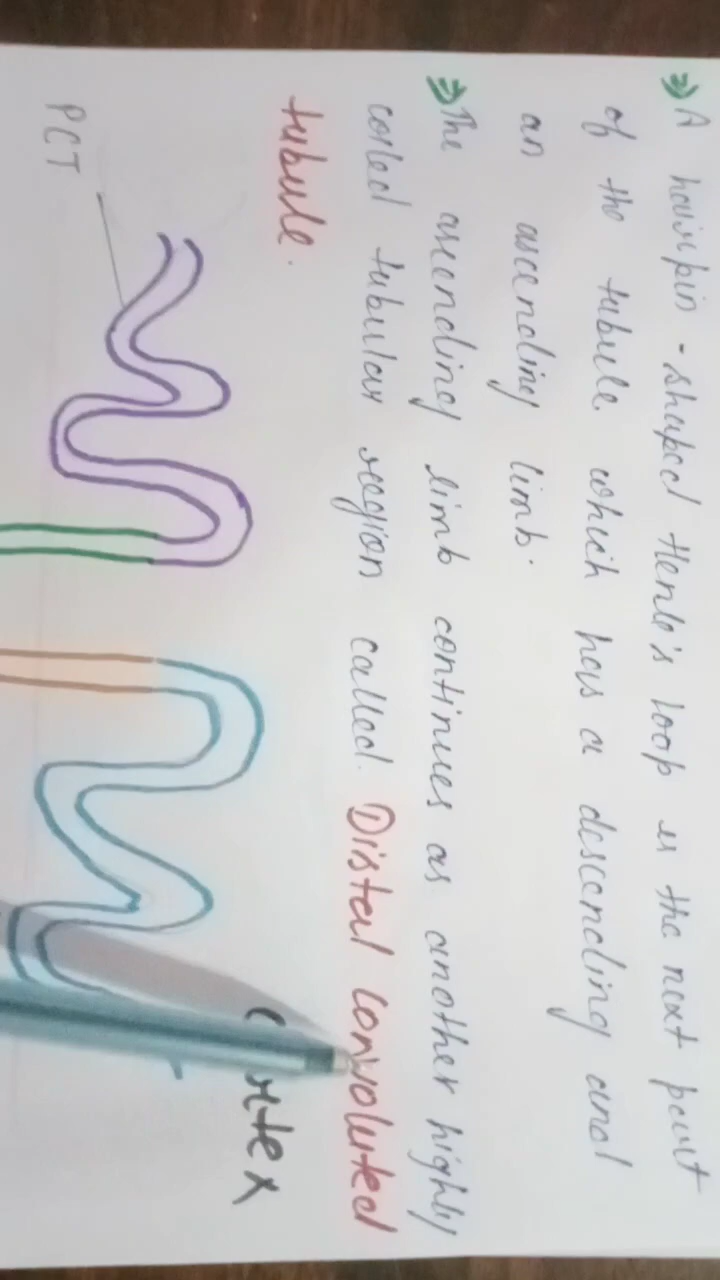 ⇒ A hairpin - shaped Henle's loop is the next part
of the tubule which has a descending and
an ascending limb.
⇒ The ascending limb continues as another highly
coiled tubular region called Distal convoluted
tubule.
PCT